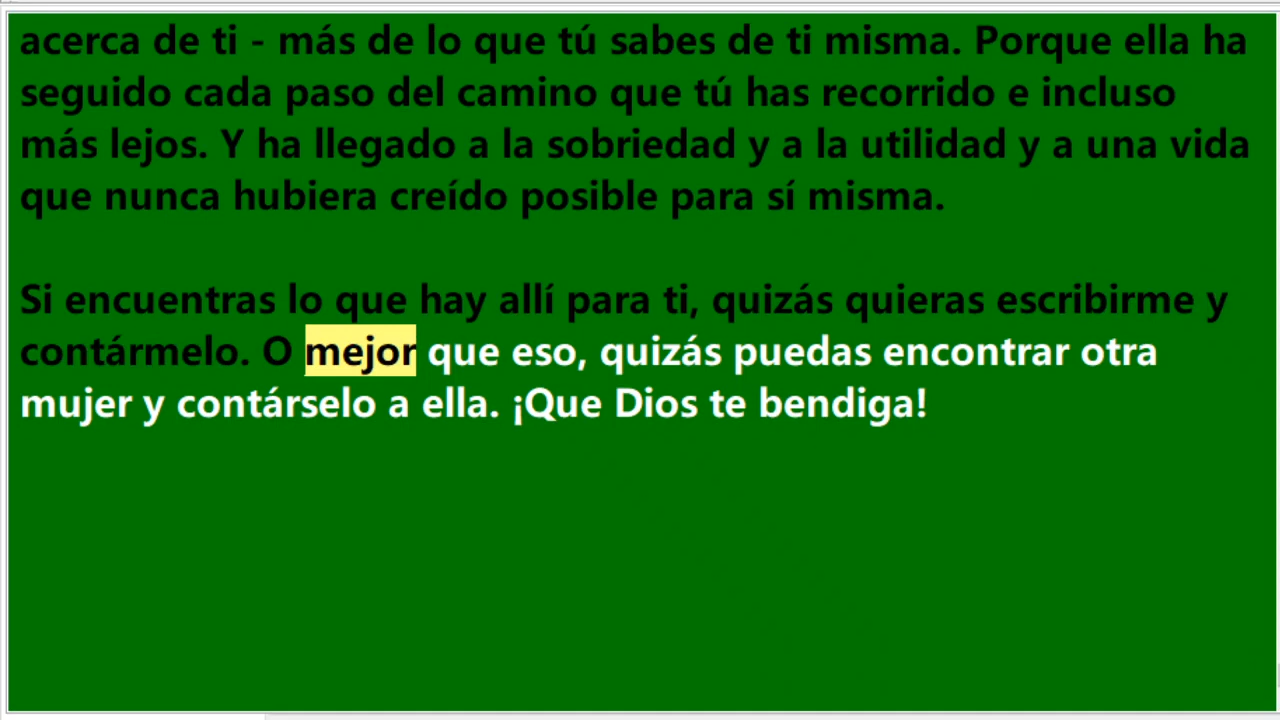 acerca de ti - más de lo que tú sabes de ti misma. Porque ella ha
seguido cada paso del camino que tú has recorrido e incluso
más lejos. Y ha llegado a la sobriedad y a la utilidad y a una vida
que nunca hubiera creído posible para sí misma.
Si encuentras lo que hay allí para ti, quizás quieras escribirme y
contármelo. O mejor que eso, quizás puedas encontrar otra
mujer y contárselo a ella. ¡Que Dios te bendiga!